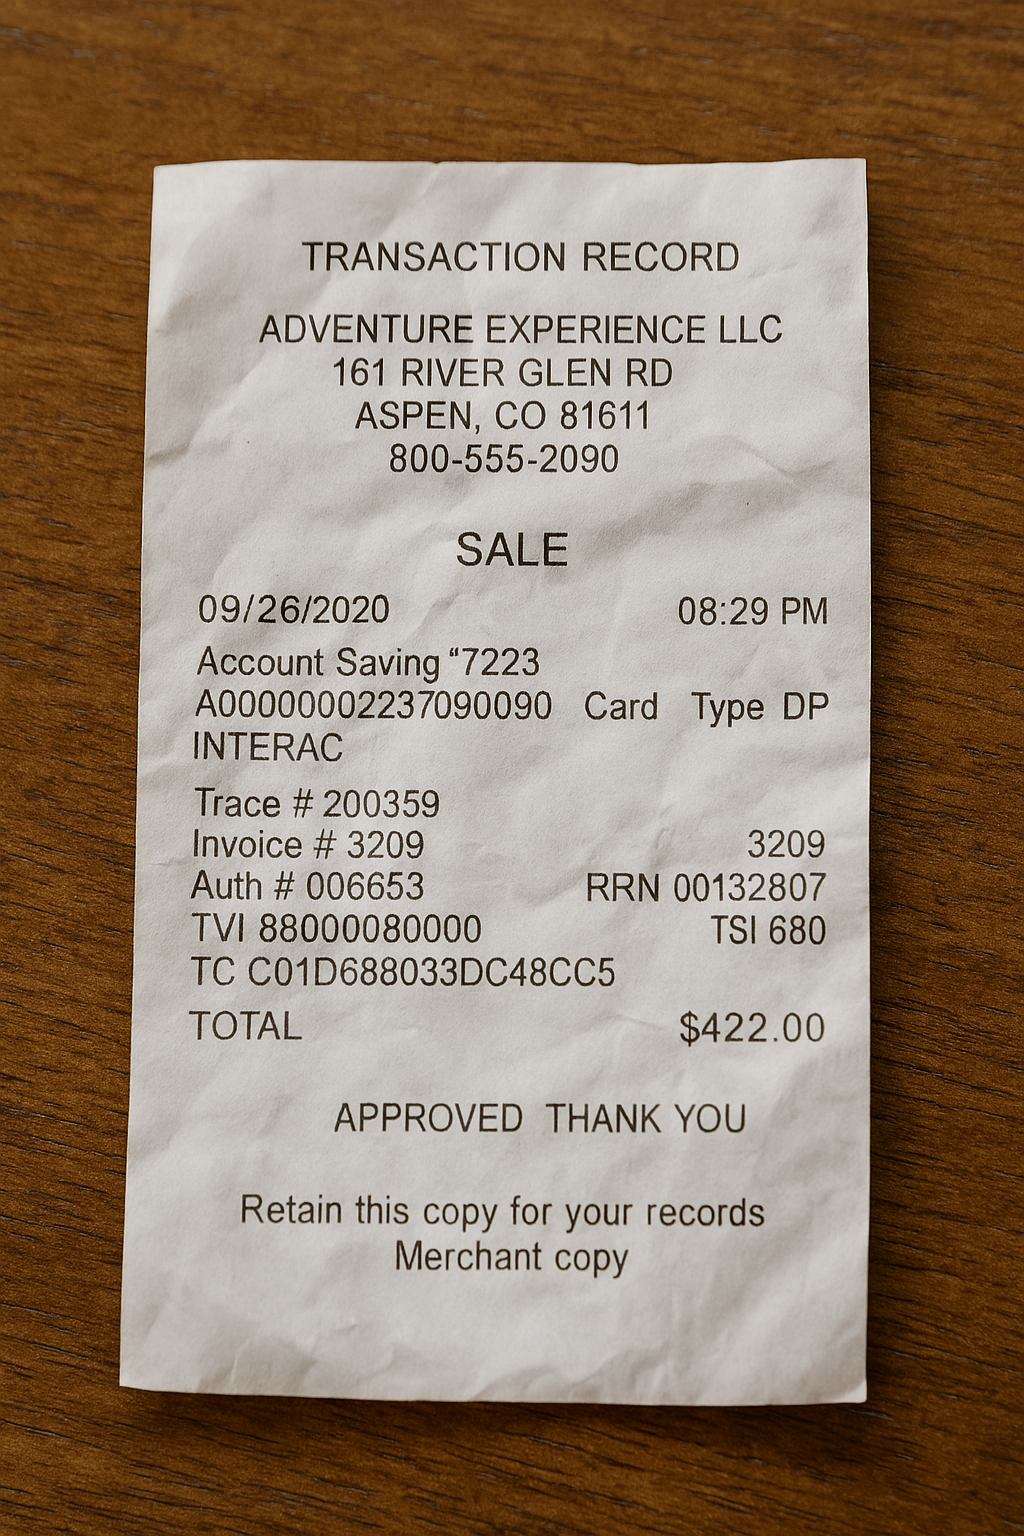 TRANSACTION RECORD
ADVENTURE EXPERIENCE LLC
161 RIVER GLEN RD
ASPEN, CO 81611
800-555-2090
SALE
09/26/2020 08:29 PM
Account Saving “7223
A00000002237090090 Card Type DP
INTERAC
Trace # 200359
Invoice # 3209 3209
Auth # 006653 RRN 00132807
TVI 88000080000 TSI 680
TC C01D688033DC48CC5
TOTAL $422.00
APPROVED THANK YOU
Retain this copy for your records
Merchant copy